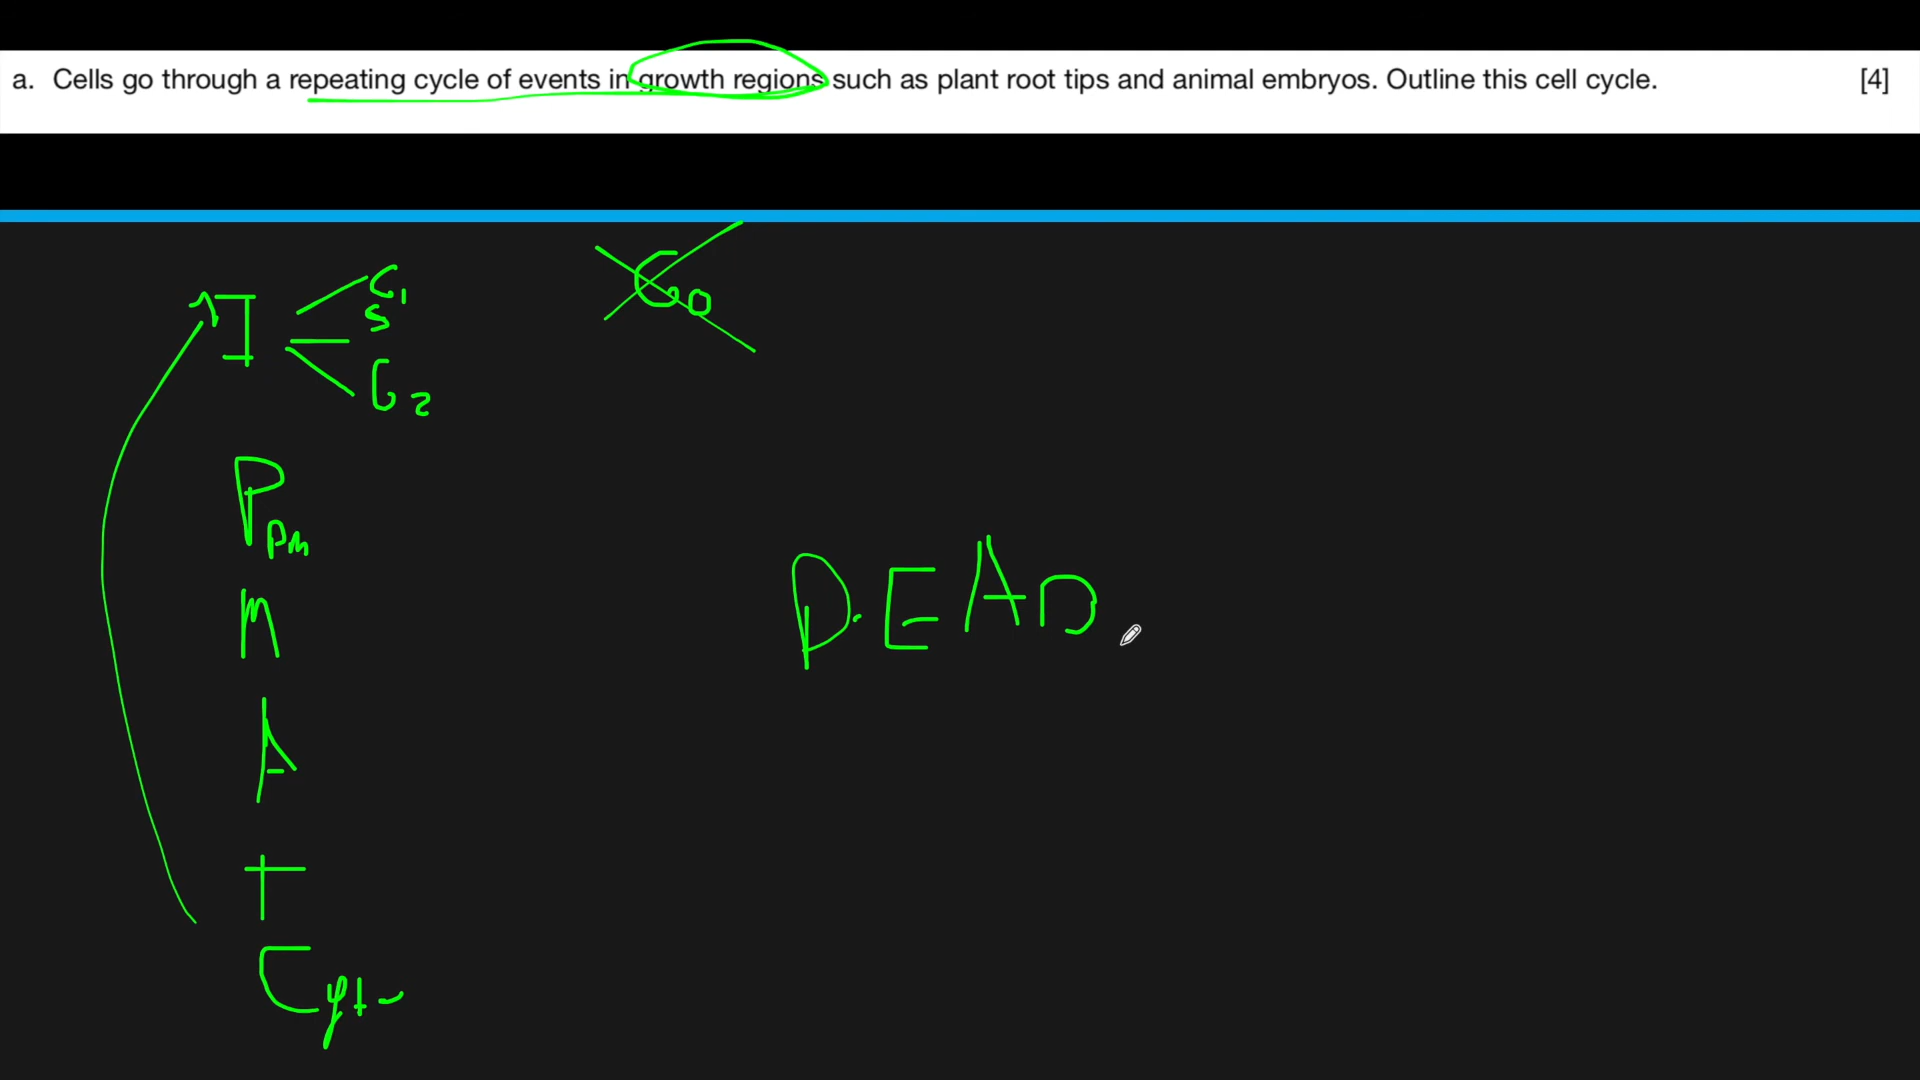 a. Cells go through a repeating cycle of events in growth regions such as plant root tips and animal embryos. Outline this cell cycle. [4]
I
G1
S
G2
G0
P
pm
M
A
T
Cyt
D.EAD.